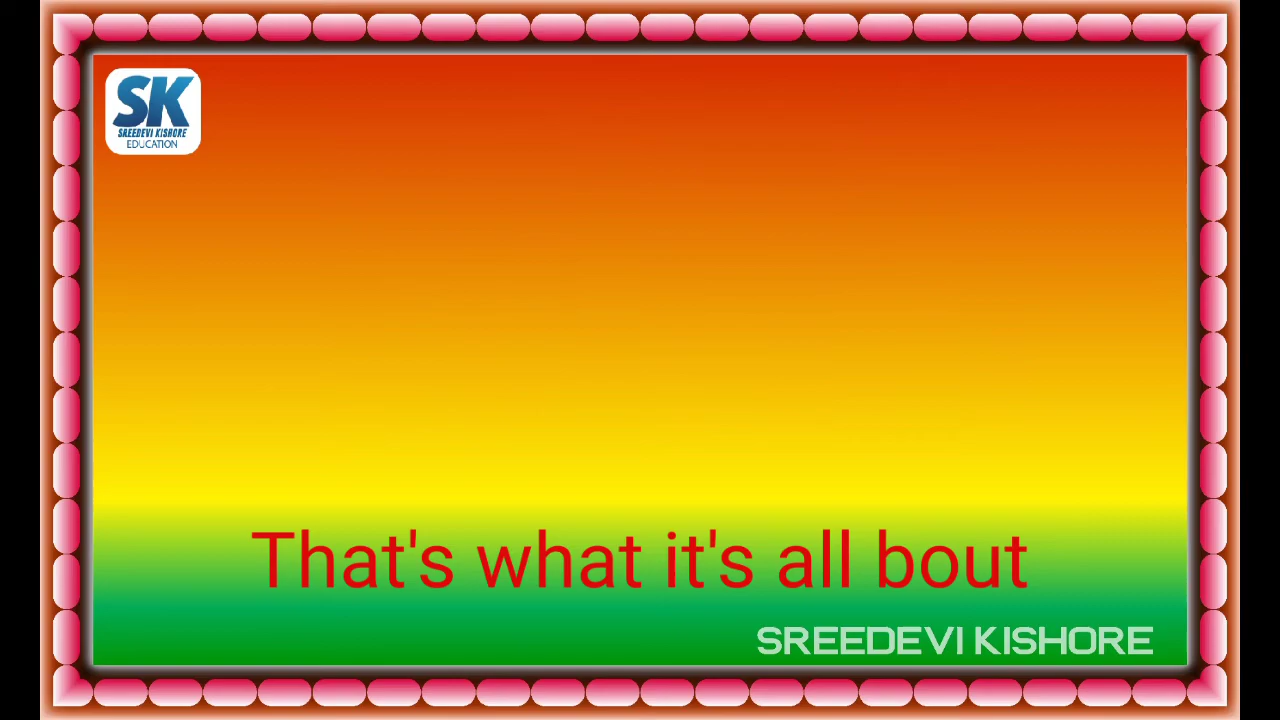 SK
SREEDEVI KISHORE
EDUCATION
That's what it's all bout
SREEDEVI KISHORE